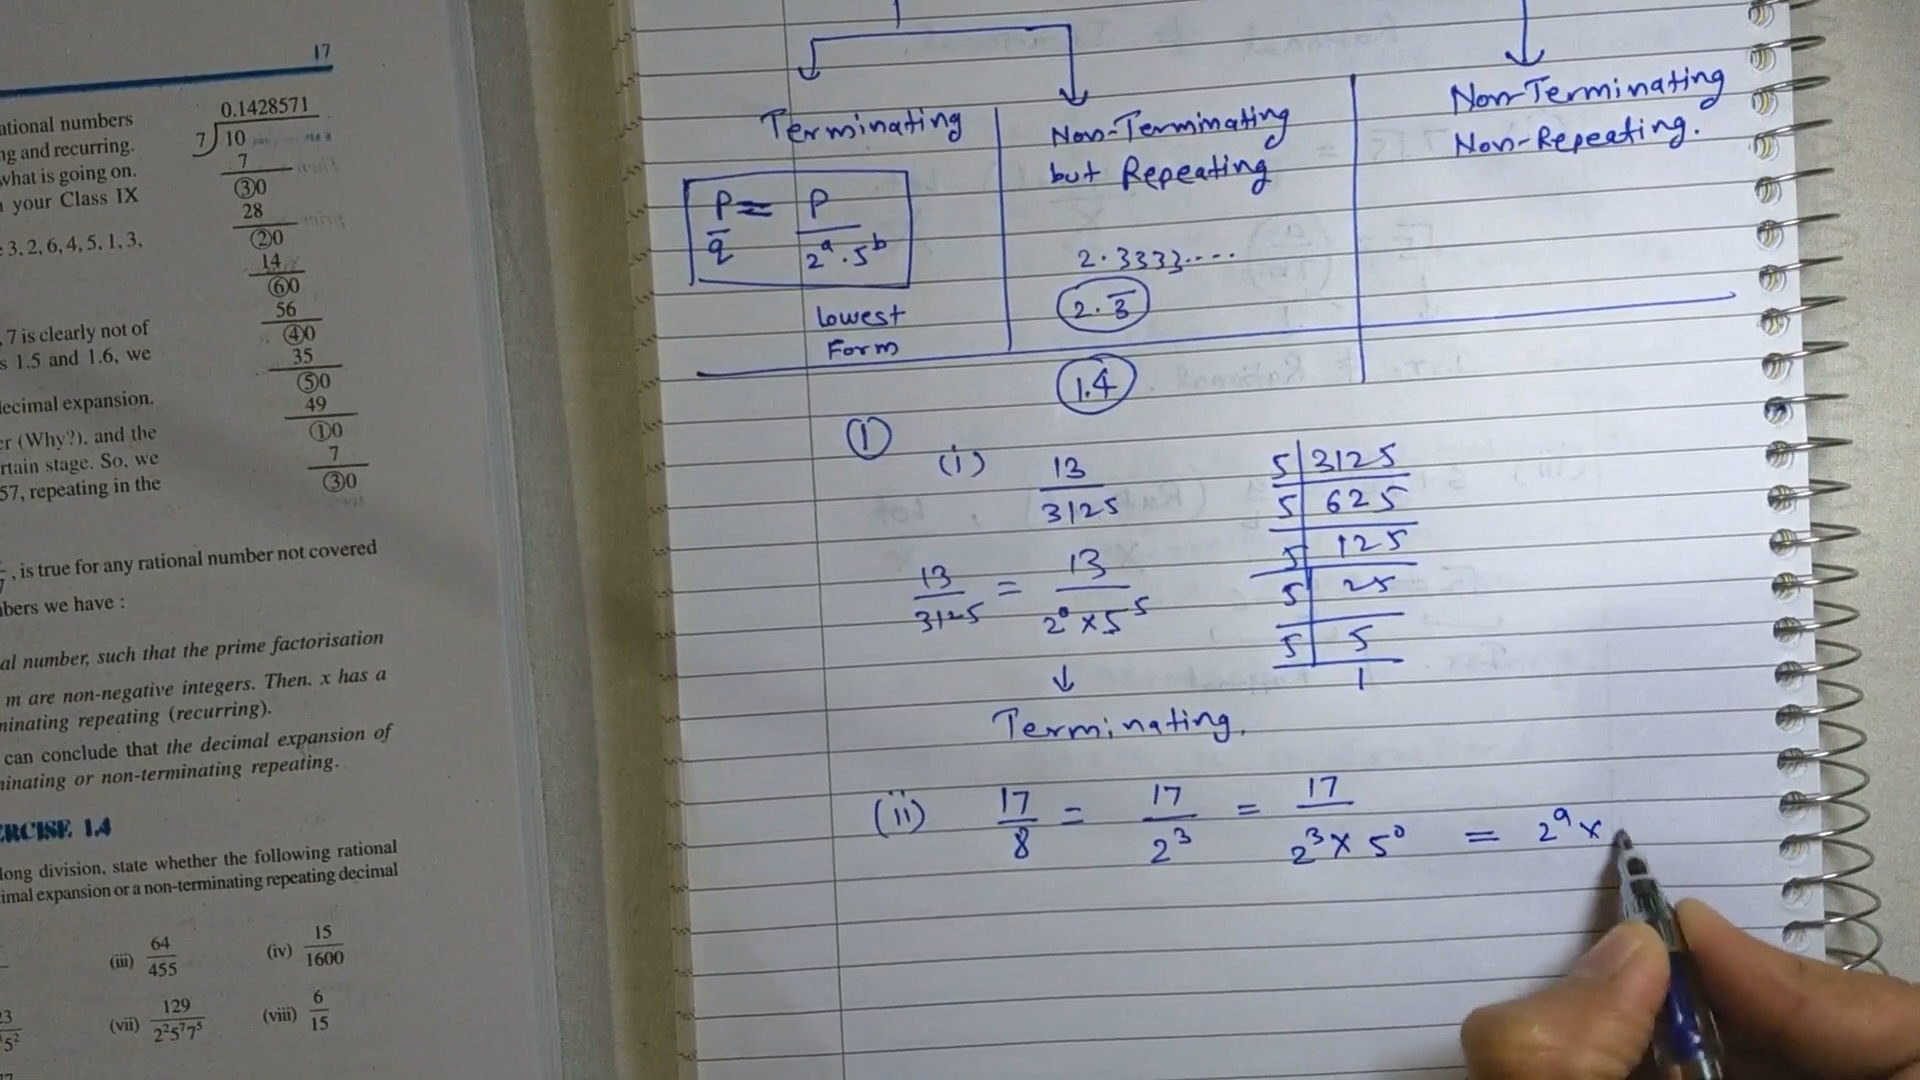 17
ational numbers
ng and recurring.
what is going on.
your Class IX
3, 2, 6, 4, 5, 1, 3,
0.1428571
7 10
7
30
28
20
14
60
56
40
35
50
49
10
7
30
7 is clearly not of
s 1.5 and 1.6, we
decimal expansion.
er (Why?), and the
rtain stage. So, we
57, repeating in the
, is true for any rational number not covered
mbers we have :
al number, such that the prime factorisation
m are non-negative integers. Then, x has a
minating repeating (recurring).
can conclude that the decimal expansion of
minating or non-terminating repeating.
ERCISE 1.4
long division, state whether the following rational
imal expansion or a non-terminating repeating decimal
(iii) 64/455 (iv) 15/1600
23/5² (vii) 129/2²5⁷7⁵ (viii) 6/15
Terminating
p/q = p/2ᵃ·5ᵇ
Lowest
Form
Non-Terminating
but Repeating
2.3333....
2.3̅
Non-Terminating
Non-Repeating.
1.4
① (i) 13/3125
13/3125 = 13/2⁰×5⁵
↓
Terminating.
5 3125
5 625
5 125
5 25
5 5
1
(ii) 17/8 = 17/2³ = 17/2³×5⁰ = 2ᵃ×